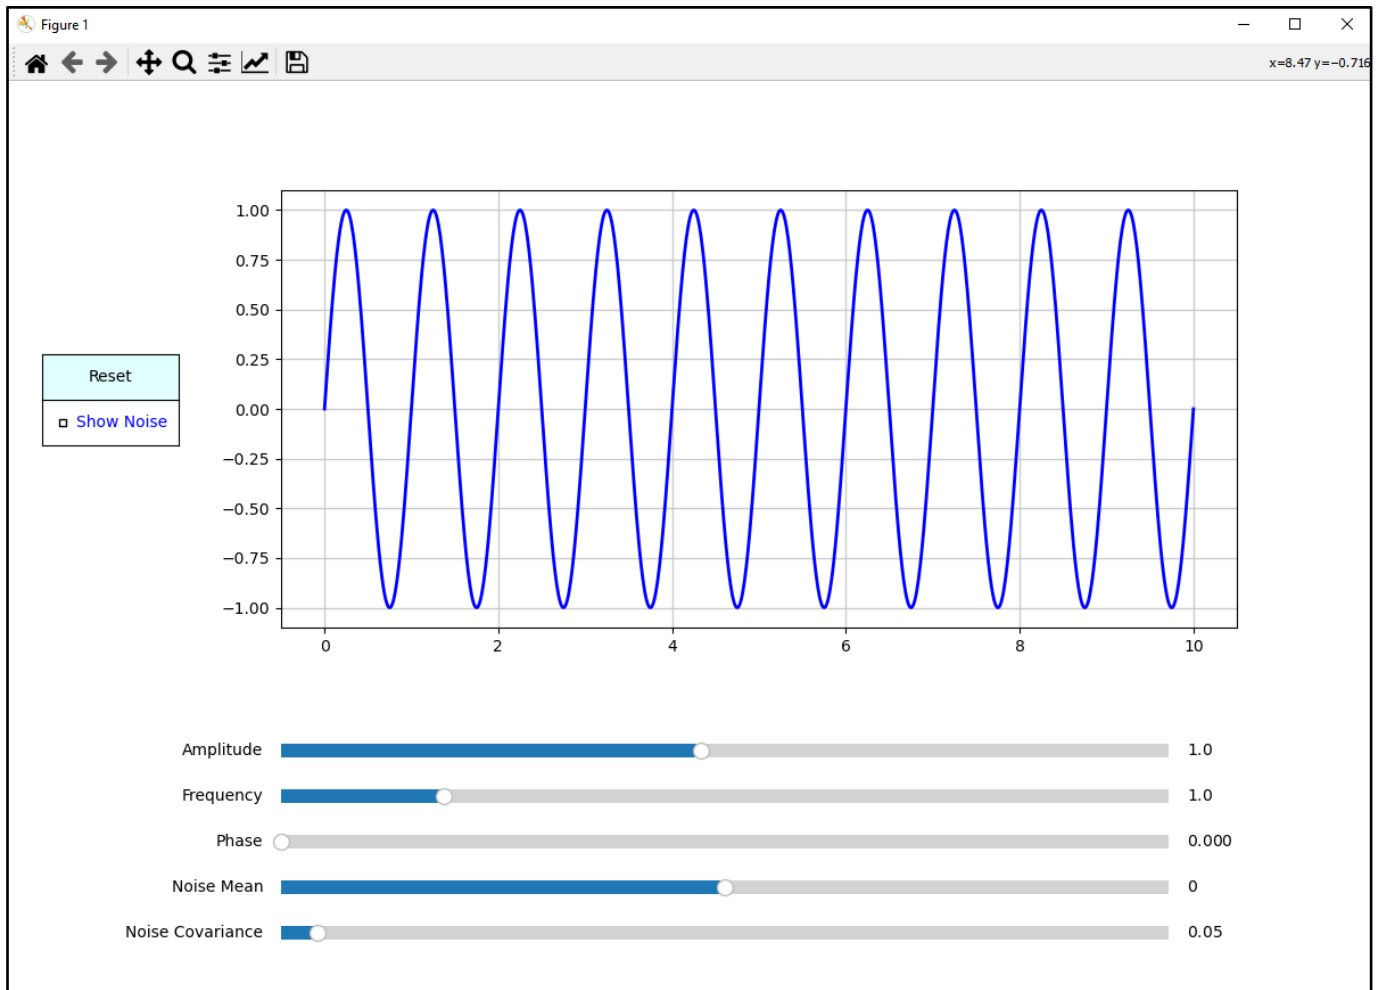 Figure 1
x=8.47 y=−0.716
1.00
0.75
0.50
0.25
0.00
−0.25
−0.50
−0.75
−1.00
0 2 4 6 8 10
Reset
Show Noise
Amplitude 1.0
Frequency 1.0
Phase 0.000
Noise Mean 0
Noise Covariance 0.05